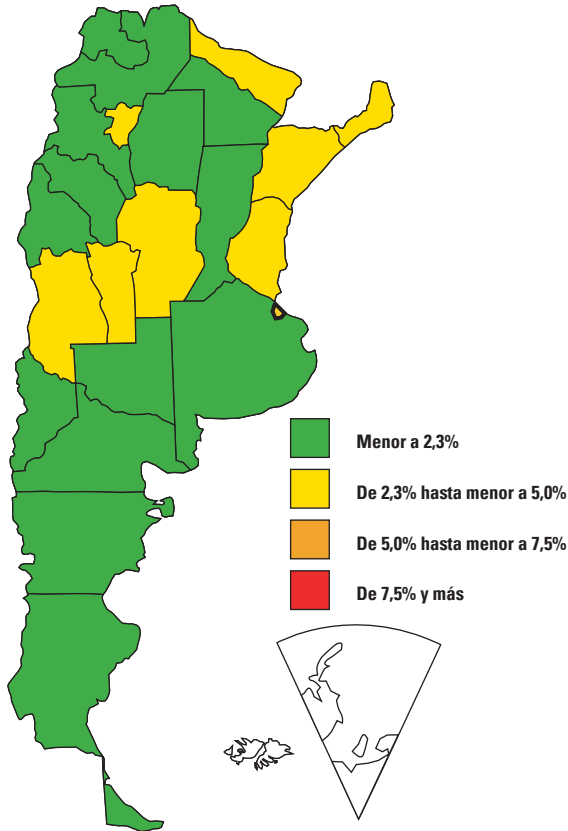 Menor a 2,3%
De 2,3% hasta menor a 5,0%
De 5,0% hasta menor a 7,5%
De 7,5% y más